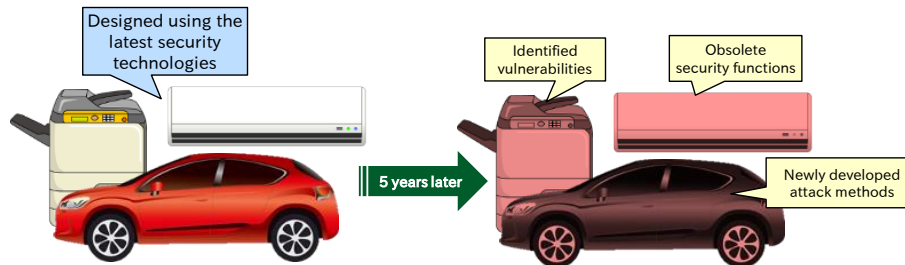 Designed using the
latest security
technologies
5 years later
Identified
vulnerabilities
Obsolete
security functions
Newly developed
attack methods